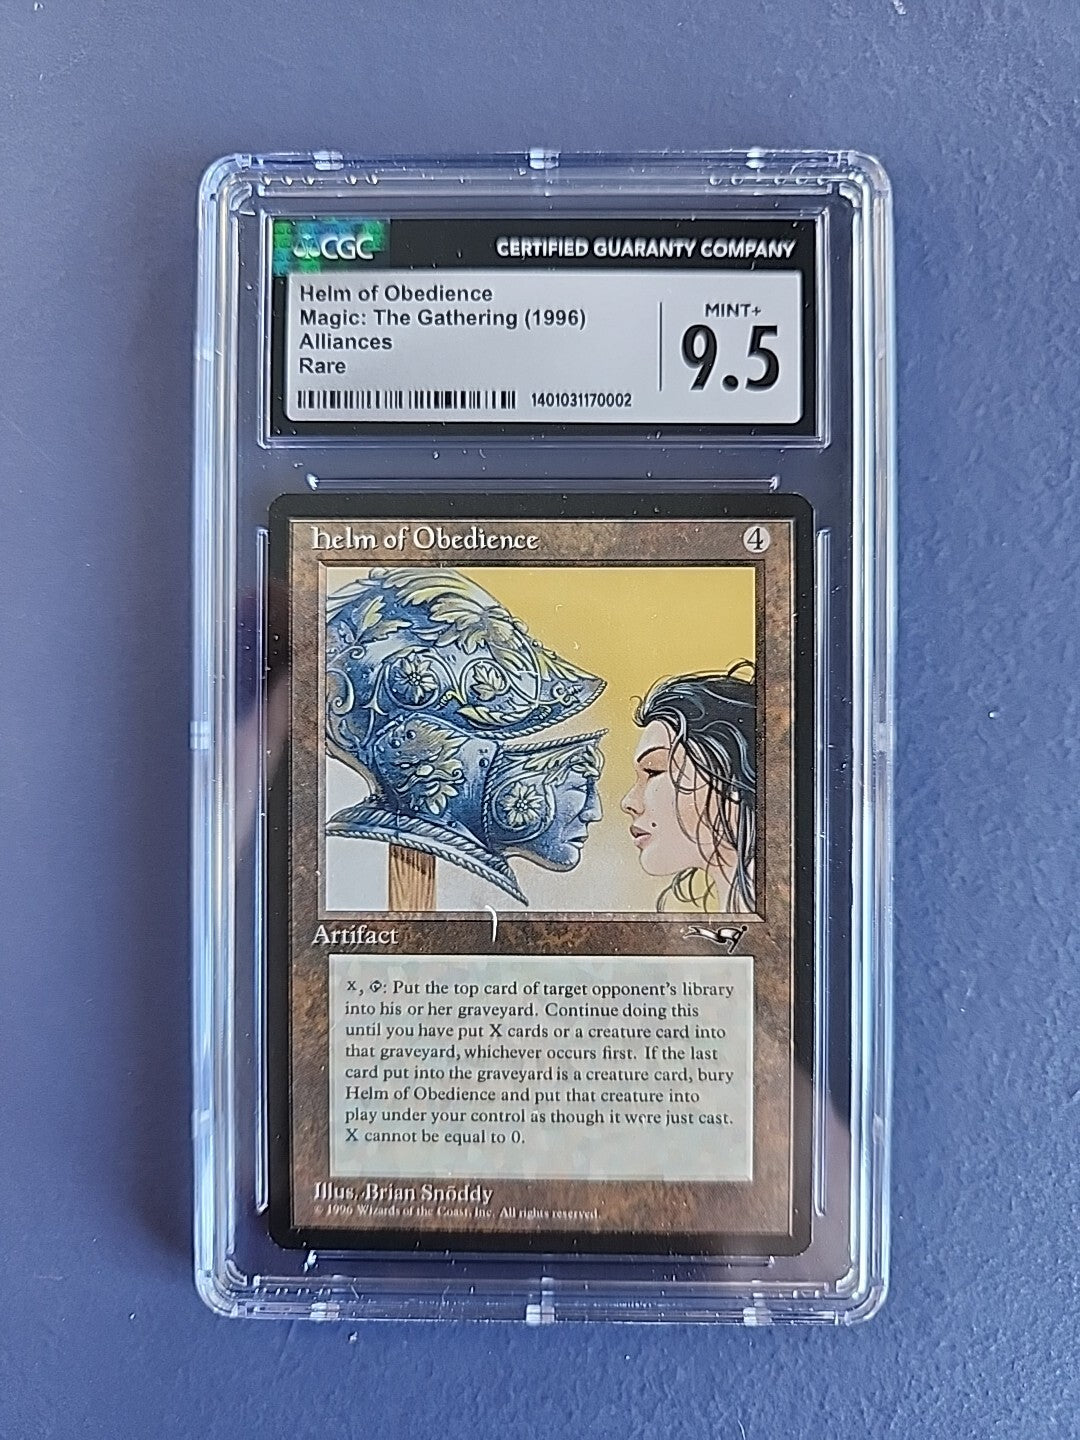 CGC
CERTIFIED GUARANTY COMPANY
Helm of Obedience
Magic: The Gathering (1996)
Alliances
Rare
MINT+
9.5
1401031170002
Helm of Obedience
4
Artifact
X, T: Put the top card of target opponent's library
into his or her graveyard. Continue doing this
until you have put X cards or a creature card into
that graveyard, whichever occurs first. If the last
card put into the graveyard is a creature card, bury
Helm of Obedience and put that creature into
play under your control as though it were just cast.
X cannot be equal to 0.
Illus. Brian Snōddy
© 1996 Wizards of the Coast, Inc. All rights reserved.